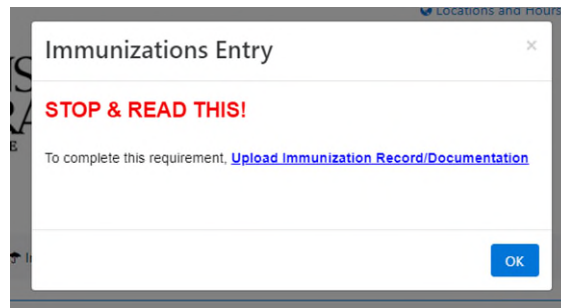 Locations and Hours
Immunizations Entry
×
STOP & READ THIS!
To complete this requirement, Upload Immunization Record/Documentation
OK